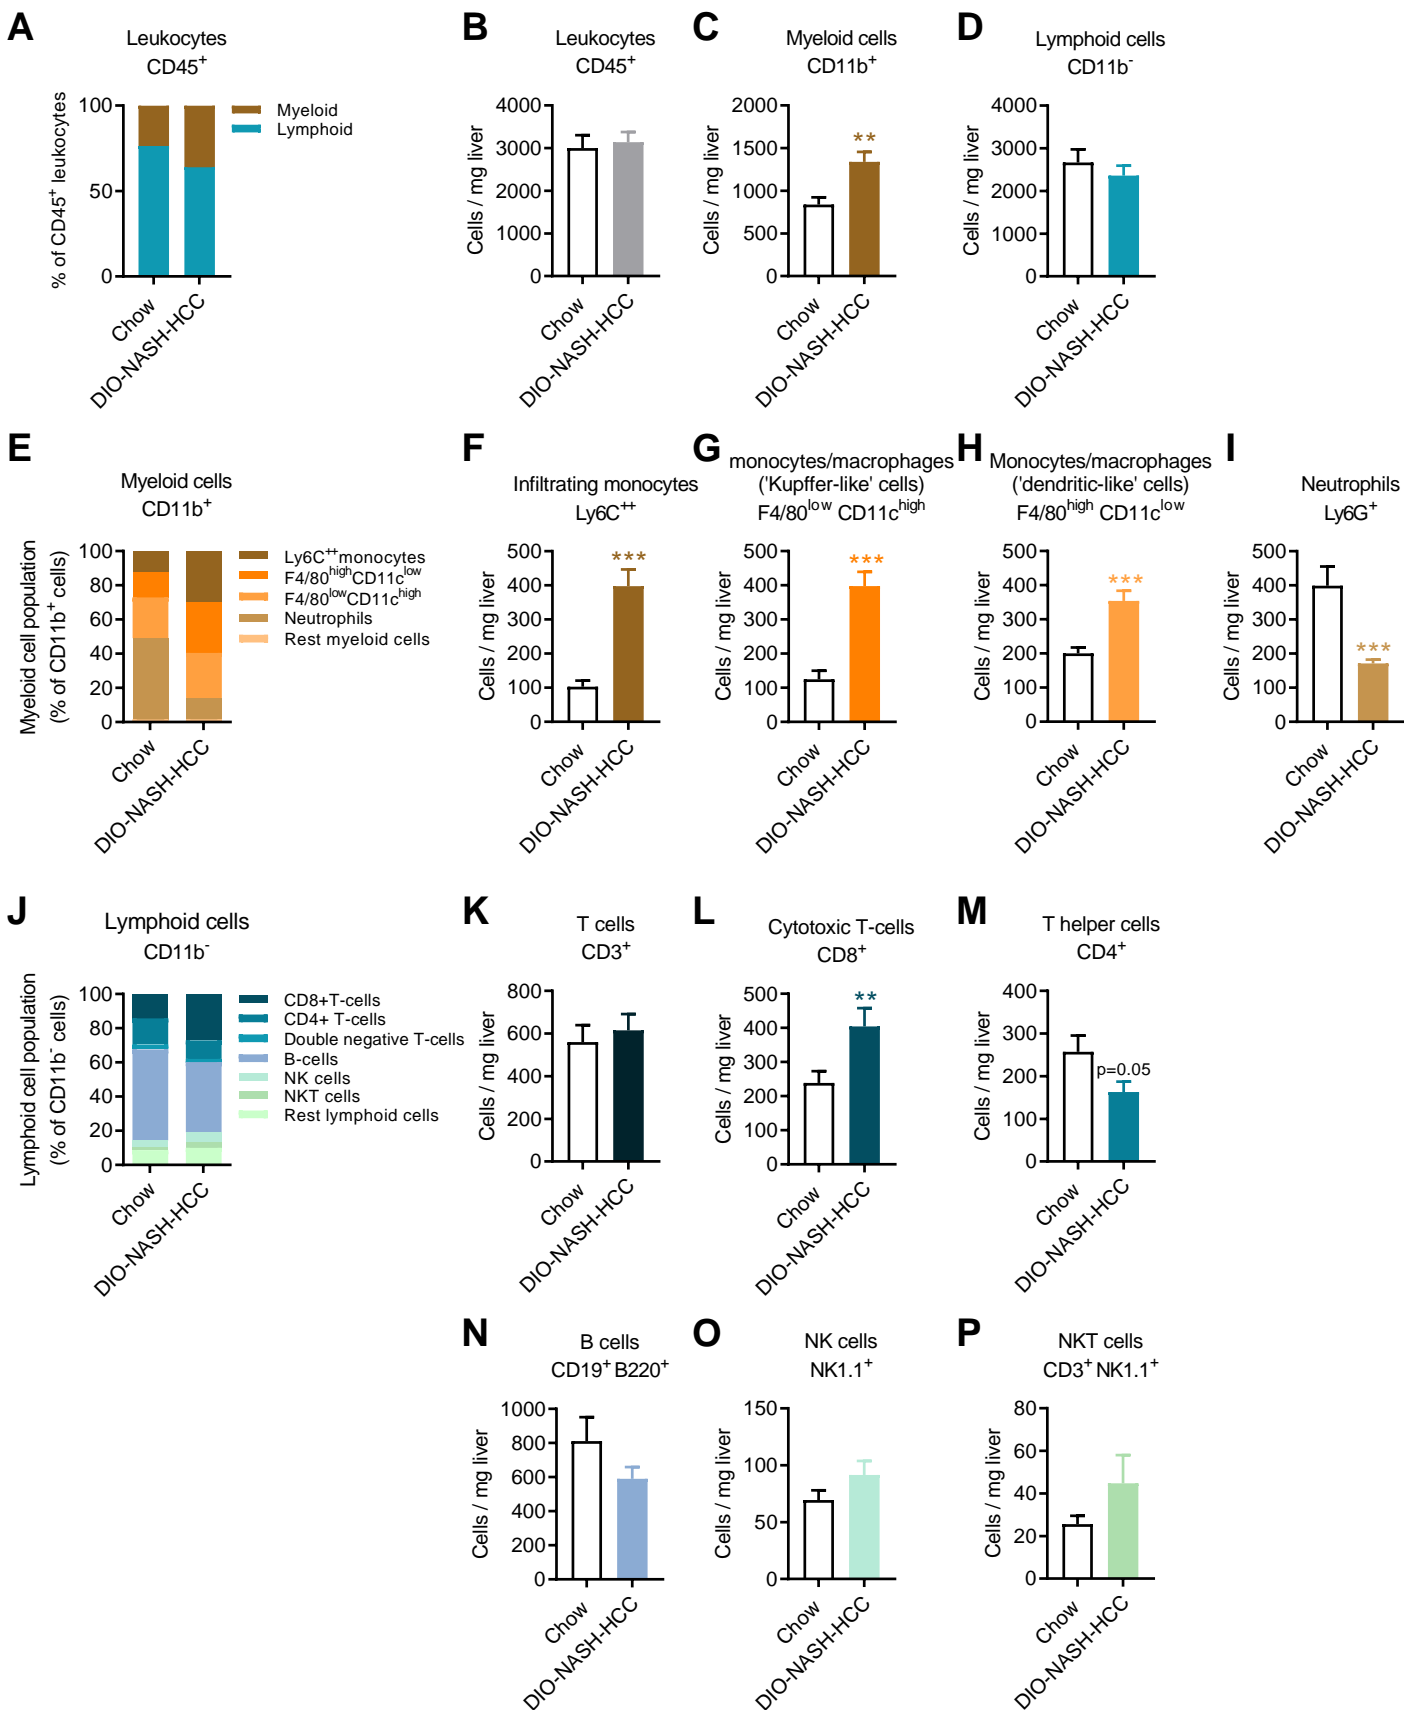 A
Leukocytes
CD45+
% of CD45+ leukocytes
100
50
0
Myeloid
Lymphoid
Chow
DIO-NASH-HCC
B
Leukocytes
CD45+
Cells / mg liver
4000
3000
2000
1000
0
Chow
DIO-NASH-HCC
C
Myeloid cells
CD11b+
Cells / mg liver
2000
1500
1000
500
0
**
Chow
DIO-NASH-HCC
D
Lymphoid cells
CD11b-
Cells / mg liver
4000
3000
2000
1000
0
Chow
DIO-NASH-HCC
E
Myeloid cells
CD11b+
Myeloid cell population
(% of CD11b+ cells)
100
80
60
40
20
0
Ly6C++monocytes
F4/80highCD11clow
F4/80lowCD11chigh
Neutrophils
Rest myeloid cells
Chow
DIO-NASH-HCC
F
Infiltrating monocytes
Ly6C++
Cells / mg liver
500
400
300
200
100
0
***
Chow
DIO-NASH-HCC
G
monocytes/macrophages
('Kupffer-like' cells)
F4/80low CD11chigh
Cells / mg liver
500
400
300
200
100
0
***
Chow
DIO-NASH-HCC
H
Monocytes/macrophages
('dendritic-like' cells)
F4/80high CD11clow
Cells / mg liver
500
400
300
200
100
0
***
Chow
DIO-NASH-HCC
I
Neutrophils
Ly6G+
Cells / mg liver
500
400
300
200
100
0
***
Chow
DIO-NASH-HCC
J
Lymphoid cells
CD11b-
Lymphoid cell population
(% of CD11b- cells)
100
80
60
40
20
0
CD8+T-cells
CD4+ T-cells
Double negative T-cells
B-cells
NK cells
NKT cells
Rest lymphoid cells
Chow
DIO-NASH-HCC
K
T cells
CD3+
Cells / mg liver
800
600
400
200
0
Chow
DIO-NASH-HCC
L
Cytotoxic T-cells
CD8+
Cells / mg liver
500
400
300
200
100
0
**
Chow
DIO-NASH-HCC
M
T helper cells
CD4+
Cells / mg liver
400
300
200
100
0
p=0.05
Chow
DIO-NASH-HCC
N
B cells
CD19+ B220+
Cells / mg liver
1000
800
600
400
200
0
Chow
DIO-NASH-HCC
O
NK cells
NK1.1+
Cells / mg liver
150
100
50
0
Chow
DIO-NASH-HCC
P
NKT cells
CD3+ NK1.1+
Cells / mg liver
80
60
40
20
0
Chow
DIO-NASH-HCC